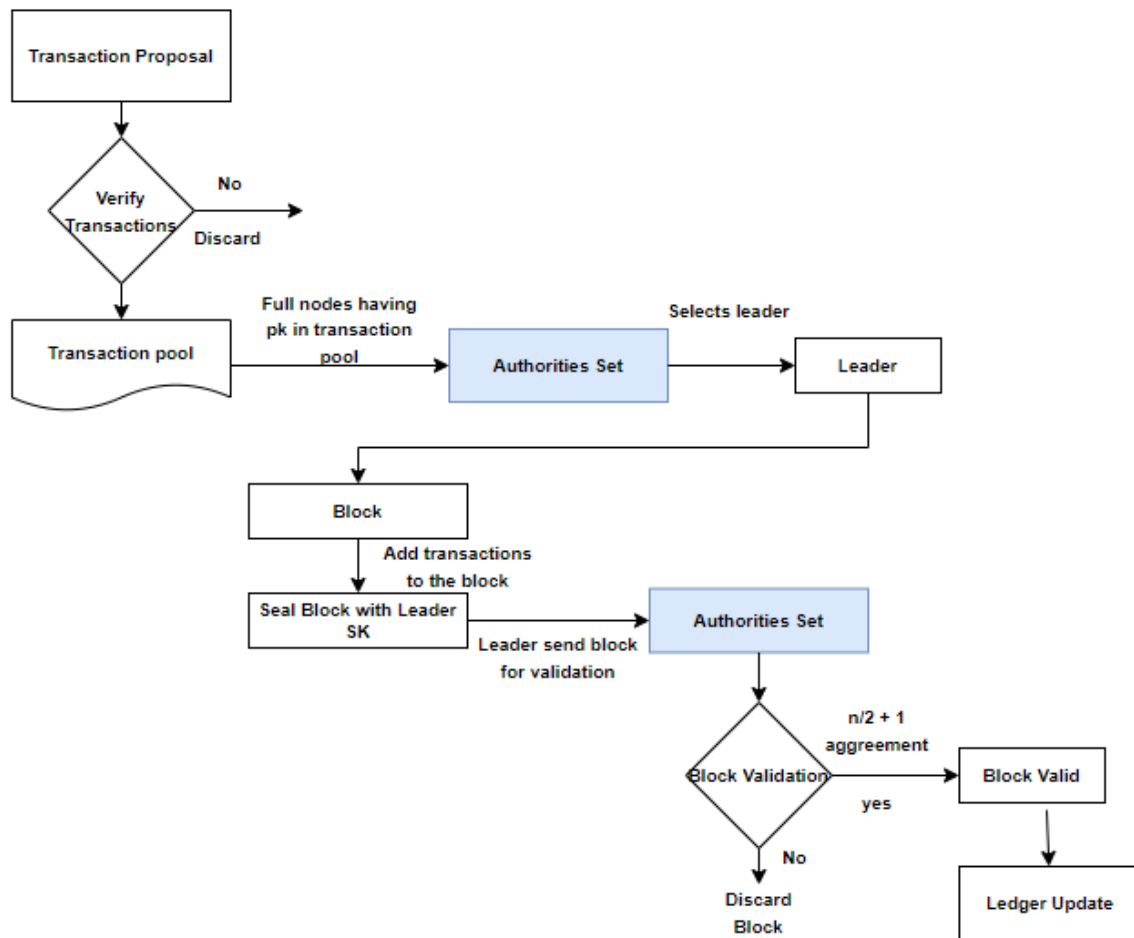 Transaction Proposal
Verify
Transactions
No
Discard
Transaction pool
Full nodes having
pk in transaction
pool
Authorities Set
Selects leader
Leader
Block
Add transactions
to the block
Seal Block with Leader
SK
Leader send block
for validation
Authorities Set
Block Validation
n/2 + 1
aggreement
yes
Block Valid
No
Discard
Block
Ledger Update